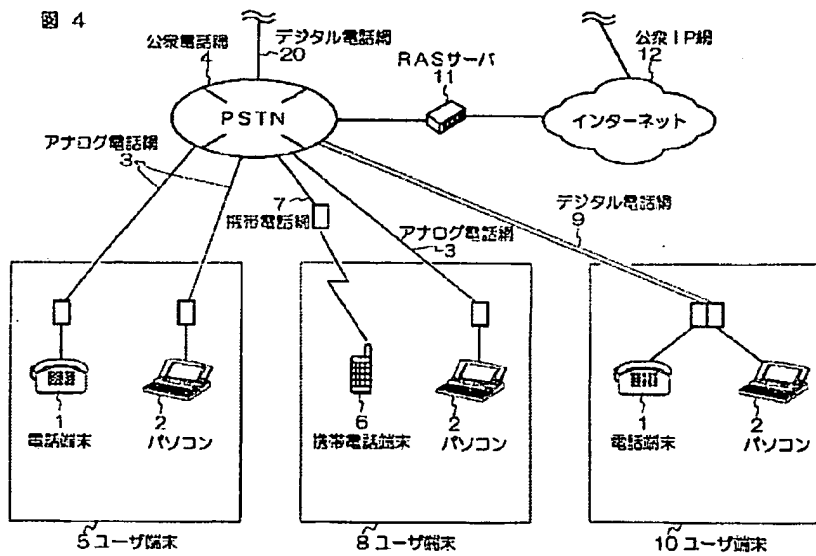 図 4
公衆電話網
4
デジタル電話網
20
RASサーバ
11
公衆IP網
12
PSTN
インターネット
アナログ電話網
3
7
携帯電話網
アナログ電話網
3
デジタル電話網
9
1
電話端末
2
パソコン
6
携帯電話端末
2
パソコン
1
電話端末
2
パソコン
5 ユーザ端末
8 ユーザ端末
10 ユーザ端末